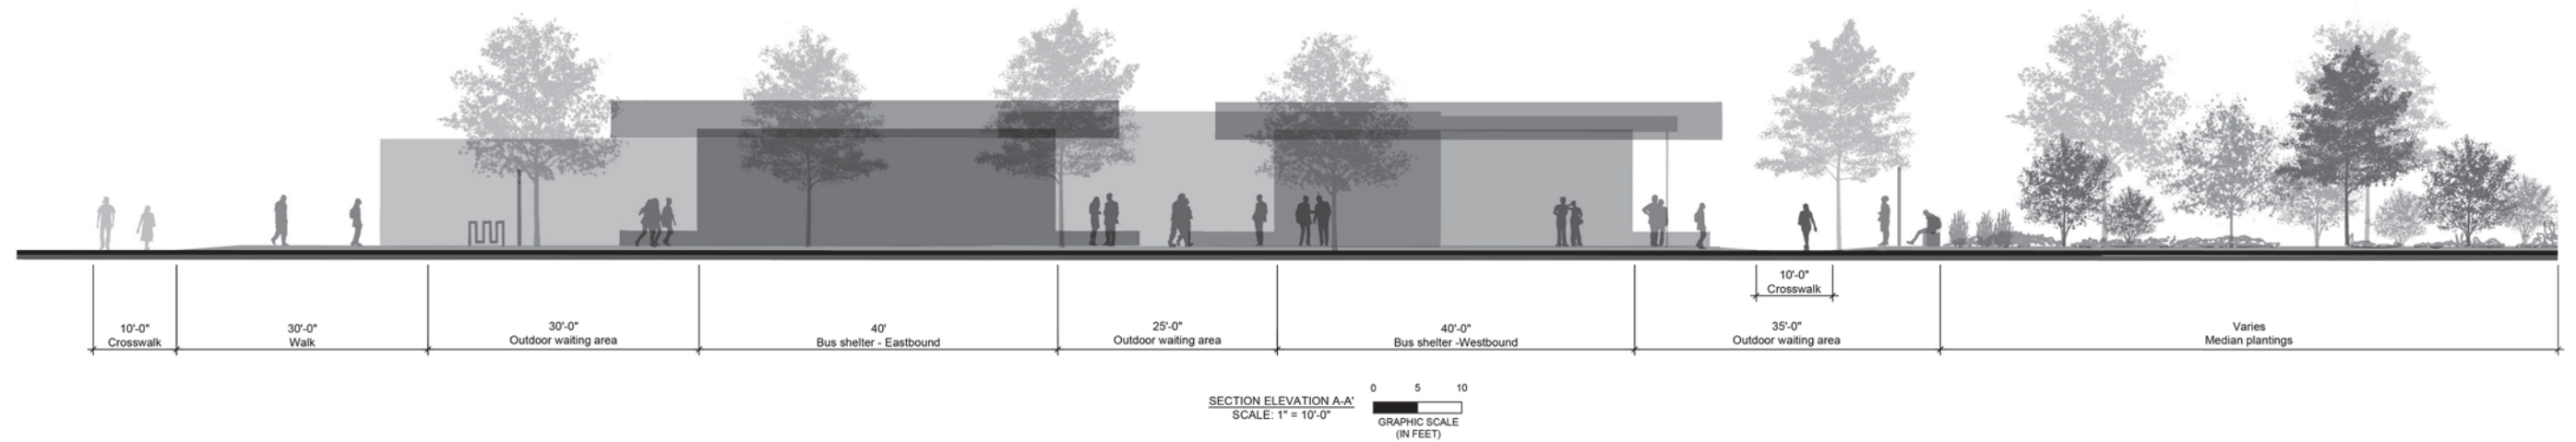 10'-0"
Crosswalk
10'-0"
Crosswalk
30'-0"
Walk
30'-0"
Outdoor waiting area
40'
Bus shelter - Eastbound
25'-0"
Outdoor waiting area
40'-0"
Bus shelter -Westbound
35'-0"
Outdoor waiting area
Varies
Median plantings
SECTION ELEVATION A-A'
SCALE: 1" = 10'-0"
0 5 10
GRAPHIC SCALE
(IN FEET)